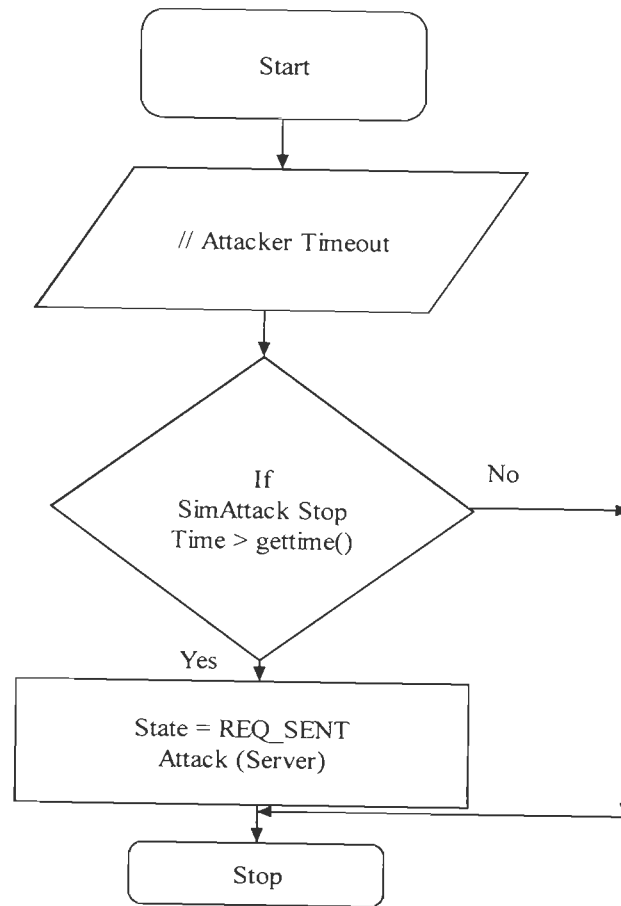 Start
// Attacker Timeout
If
SimAttack Stop
Time > gettime()
No
Yes
State = REQ_SENT
Attack (Server)
Stop